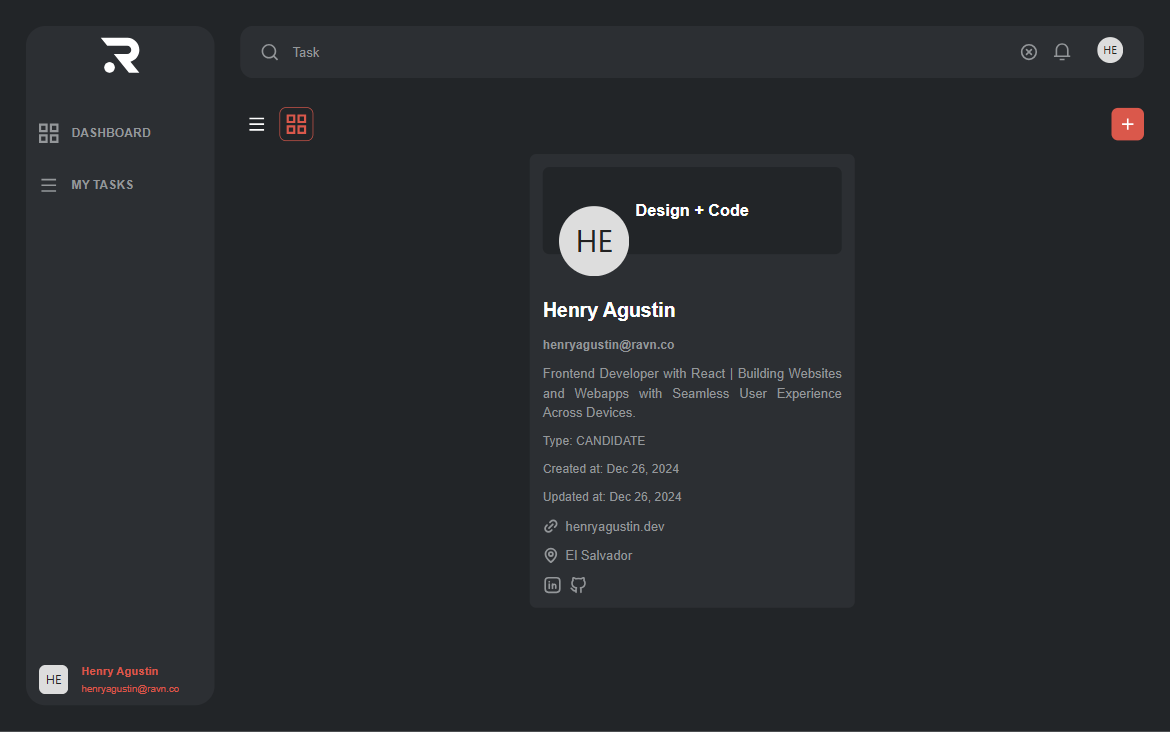 Task
HE
DASHBOARD
MY TASKS
Design + Code
HE
Henry Agustin
henryagustin@ravn.co
Frontend Developer with React | Building Websites
and Webapps with Seamless User Experience
Across Devices.
Type: CANDIDATE
Created at: Dec 26, 2024
Updated at: Dec 26, 2024
henryagustin.dev
El Salvador
in
HE
Henry Agustin
henryagustin@ravn.co